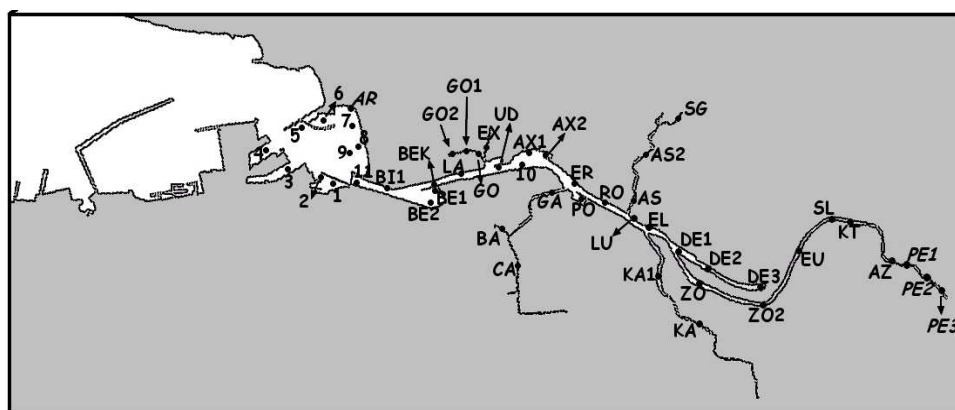 6
AR
5
7
8
9
4
3
2
1
11
BI1
GO1
GO2
EX
UD
BEK
LA
GO
BE1
BE2
AX1
AX2
10
ER
GA
PO
RO
BA
CA
SG
AS2
AS
LU
EL
KA1
KA
DE1
DE2
DE3
ZO
ZO2
EU
SL
KT
AZ
PE1
PE2
PE3